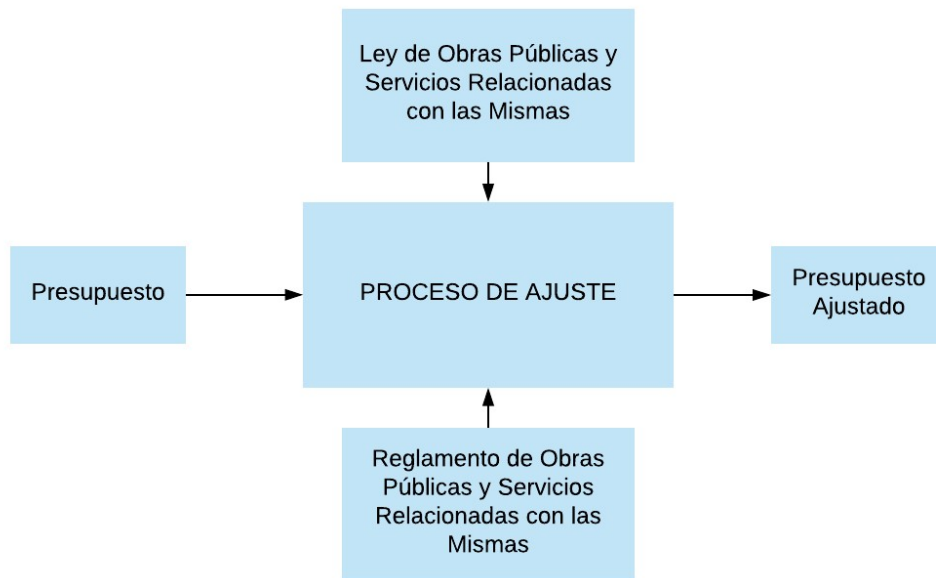 Ley de Obras Públicas y
Servicios Relacionadas
con las Mismas
Presupuesto
PROCESO DE AJUSTE
Presupuesto
Ajustado
Reglamento de Obras
Públicas y Servicios
Relacionadas con las
Mismas